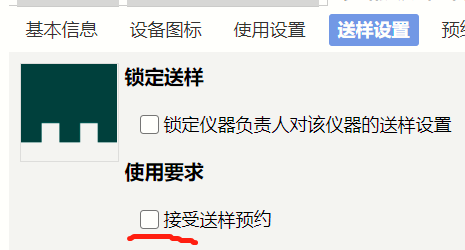 基本信息 设备图标 使用设置 送样设置 预约
锁定送样
锁定仪器负责人对该仪器的送样设置
使用要求
接受送样预约